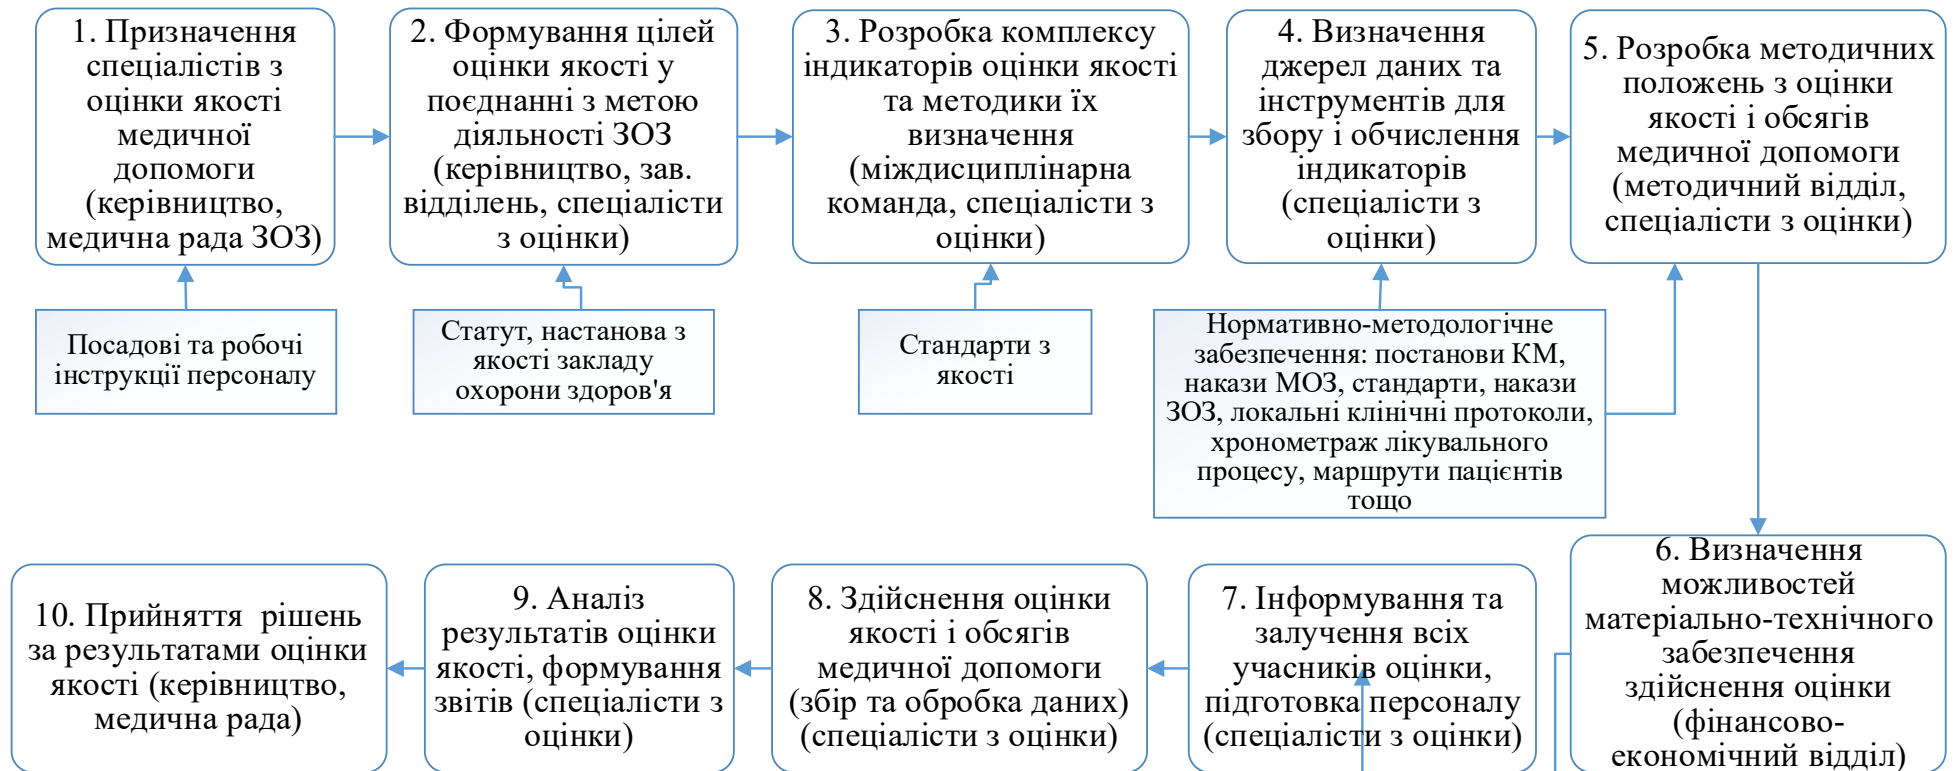 1. Призначення
спеціалістів з
оцінки якості
медичної
допомоги
(керівництво,
медична рада ЗОЗ)
2. Формування цілей
оцінки якості у
поєднанні з метою
діяльності ЗОЗ
(керівництво, зав.
відділень, спеціалісти
з оцінки)
3. Розробка комплексу
індикаторів оцінки якості
та методики їх
визначення
(міждисциплінарна
команда, спеціалісти з
оцінки)
4. Визначення
джерел даних та
інструментів для
збору і обчислення
індикаторів
(спеціалісти з
оцінки)
5. Розробка методичних
положень з оцінки
якості і обсягів
медичної допомоги
(методичний відділ,
спеціалісти з оцінки)
Посадові та робочі
інструкції персоналу
Статут, настанова з
якості закладу
охорони здоров'я
Стандарти з
якості
Нормативно-методологічне
забезпечення: постанови КМ,
накази МОЗ, стандарти, накази
ЗОЗ, локальні клінічні протоколи,
хронометраж лікувального
процесу, маршрути пацієнтів
тощо
6. Визначення
можливостей
матеріально-технічного
забезпечення
здійснення оцінки
(фінансово-
економічний відділ)
7. Інформування та
залучення всіх
учасників оцінки,
підготовка персоналу
(спеціалісти з оцінки)
8. Здійснення оцінки
якості і обсягів
медичної допомоги
(збір та обробка даних)
(спеціалісти з оцінки)
9. Аналіз
результатів оцінки
якості, формування
звітів (спеціалісти з
оцінки)
10. Прийняття  рішень
за результатами оцінки
якості (керівництво,
медична рада)